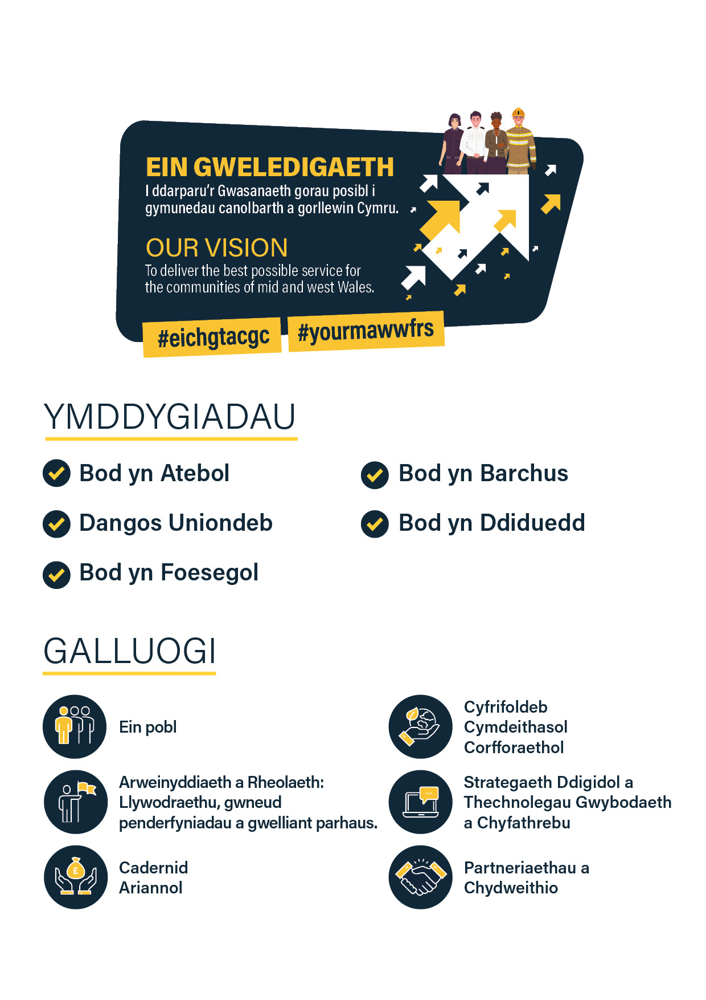 EIN GWELEDIGAETH
I ddarparu'r Gwasanaeth gorau posibl i
gymunedau canolbarth a gorllewin Cymru.
OUR VISION
To deliver the best possible service for
the communities of mid and west Wales.
#eichgtacgc
#yourmawwfrs
YMDDYGIADAU
Bod yn Atebol
Bod yn Barchus
Dangos Uniondeb
Bod yn Ddiduedd
Bod yn Foesegol
GALLUOGI
Ein pobl
Cyfrifoldeb
Cymdeithasol
Corfforaethol
Arweinyddiaeth a Rheolaeth:
Llywodraethu, gwneud
penderfyniadau a gwelliant parhaus.
Strategaeth Ddigidol a
Thechnolegau Gwybodaeth
a Chyfathrebu
£
Cadernid
Ariannol
Partneriaethau a
Chydweithio